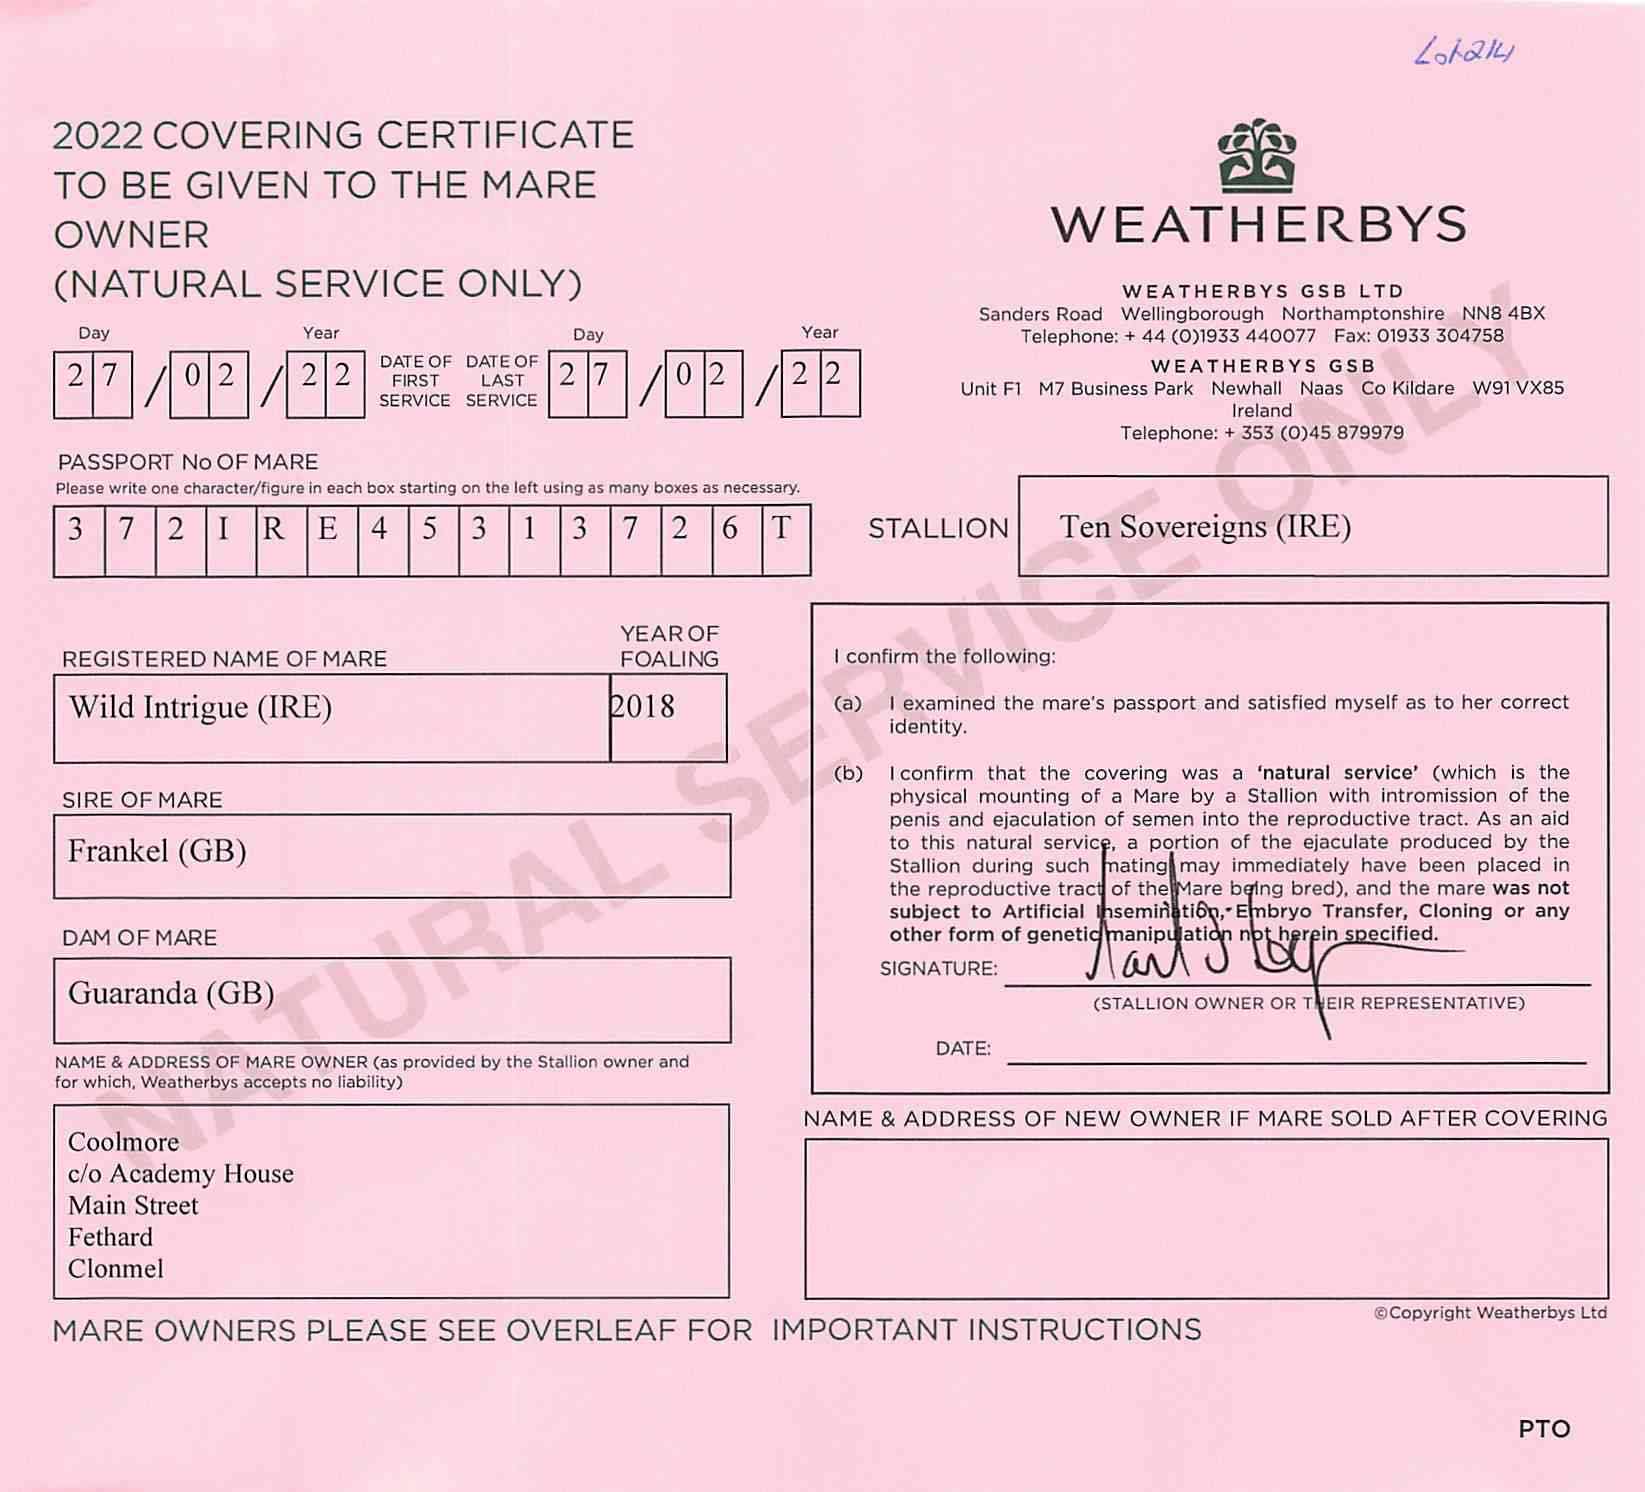 Lot 214
2022 COVERING CERTIFICATE
TO BE GIVEN TO THE MARE
OWNER
(NATURAL SERVICE ONLY)
WEATHERBYS
WEATHERBYS GSB LTD
Sanders Road Wellingborough Northamptonshire NN8 4BX
Telephone: + 44 (0)1933 440077 Fax: 01933 304758
WEATHERBYS GSB
Unit F1 M7 Business Park Newhall Naas Co Kildare W91 VX85
Ireland
Telephone: + 353 (0)45 879979
Day Year Day Year
27/02/22 DATE OF FIRST SERVICE DATE OF LAST SERVICE 27/02/22
PASSPORT No OF MARE
Please write one character/figure in each box starting on the left using as many boxes as necessary.
372IRE45313726T
STALLION Ten Sovereigns (IRE)
REGISTERED NAME OF MARE YEAR OF FOALING
Wild Intrigue (IRE) 2018
SIRE OF MARE
Frankel (GB)
DAM OF MARE
Guaranda (GB)
NAME & ADDRESS OF MARE OWNER (as provided by the Stallion owner and
for which, Weatherbys accepts no liability)
Coolmore
c/o Academy House
Main Street
Fethard
Clonmel
I confirm the following:
(a) I examined the mare's passport and satisfied myself as to her correct
identity.
(b) I confirm that the covering was a 'natural service' (which is the
physical mounting of a Mare by a Stallion with intromission of the
penis and ejaculation of semen into the reproductive tract. As an aid
to this natural service, a portion of the ejaculate produced by the
Stallion during such mating may immediately have been placed in
the reproductive tract of the Mare being bred), and the mare was not
subject to Artificial Insemination, Embryo Transfer, Cloning or any
other form of genetic manipulation not herein specified.
SIGNATURE:
(STALLION OWNER OR THEIR REPRESENTATIVE)
DATE:
NAME & ADDRESS OF NEW OWNER IF MARE SOLD AFTER COVERING
©Copyright Weatherbys Ltd
MARE OWNERS PLEASE SEE OVERLEAF FOR IMPORTANT INSTRUCTIONS
PTO
NATURAL SERVICE ONLY